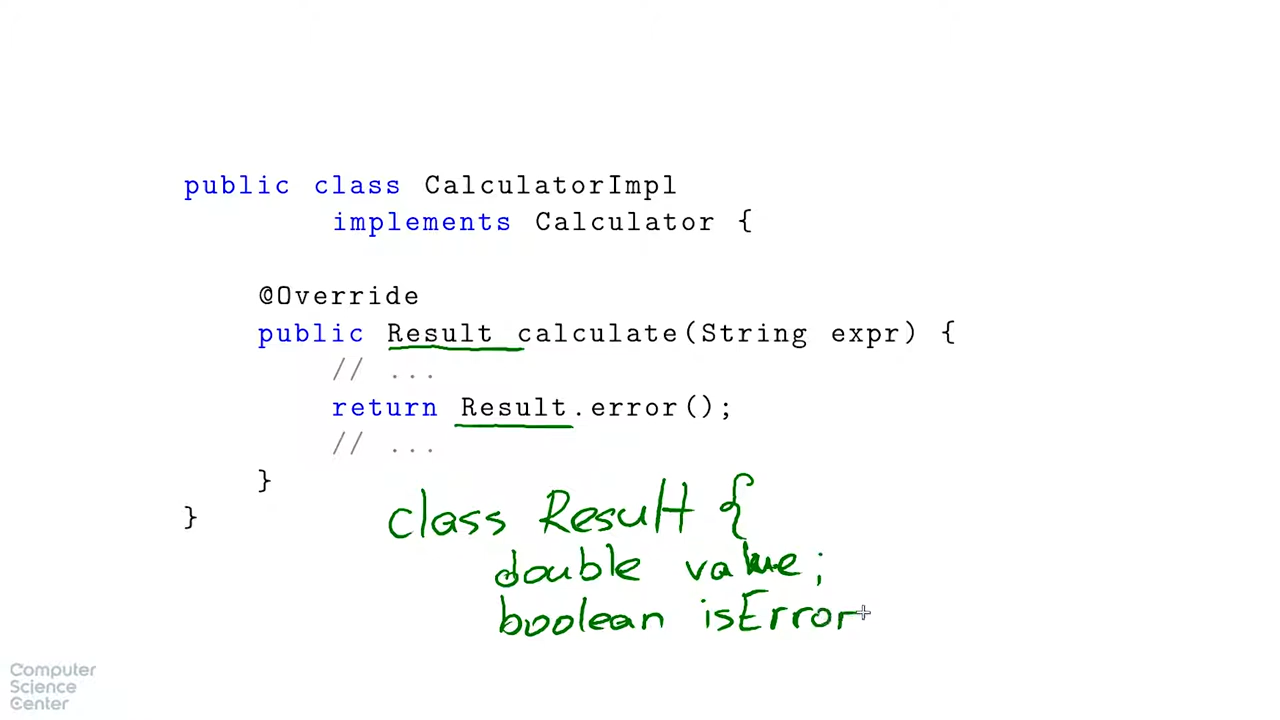 public class CalculatorImpl
implements Calculator {
@Override
public Result calculate(String expr) {
// ...
return Result.error();
// ...
}
}
class Result {
double value;
boolean isError
Computer
Science
Center